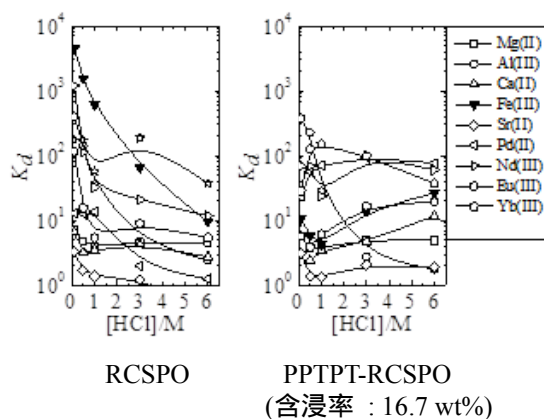 10⁴
10³
10²
10¹
10⁰
K_d
0 1 2 3 4 5 6
[HCl]/M
10⁴
10³
10²
10¹
10⁰
K_d
0 1 2 3 4 5 6
[HCl]/M
Mg(II)
Al(III)
Ca(II)
Fe(III)
Sr(II)
Pd(II)
Nd(III)
Eu(III)
Yb(III)
RCSPO
PPTPT-RCSPO
(含浸率 : 16.7 wt%)